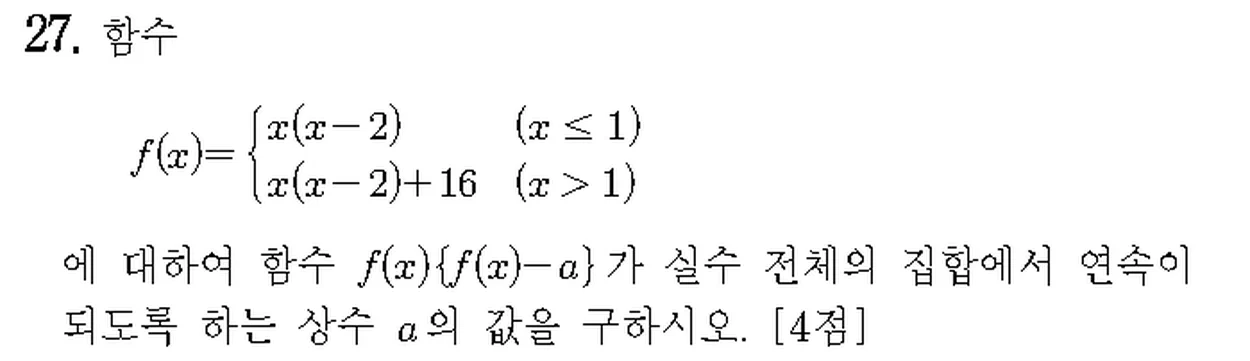 27. 함수
f(x)= { x(x-2) (x ≤ 1)
x(x-2)+16 (x > 1)
에 대하여 함수 f(x){f(x)-a}가 실수 전체의 집합에서 연속이
되도록 하는 상수 a의 값을 구하시오. [4점]